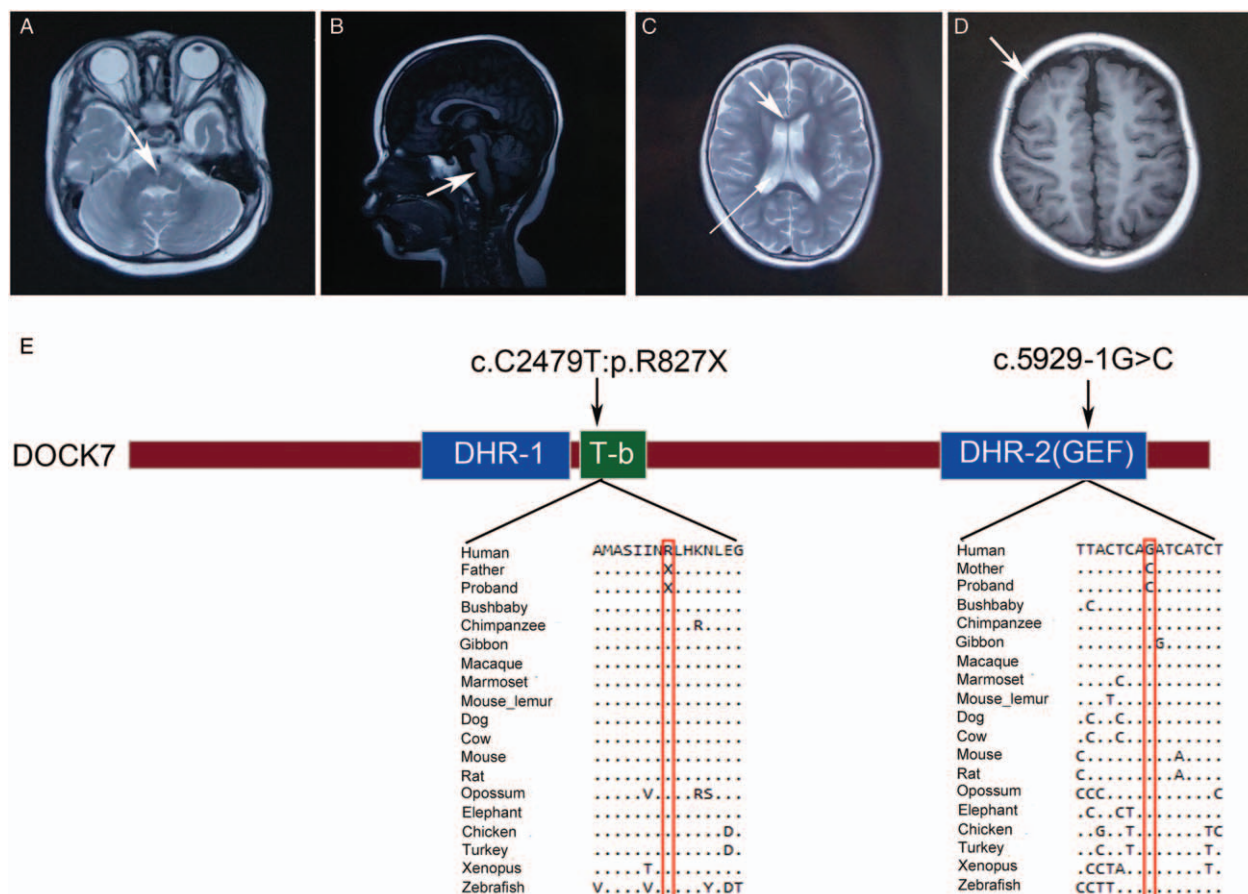 A
B
C
D
E
c.C2479T:p.R827X
c.5929-1G>C
DOCK7
DHR-1
T-b
DHR-2(GEF)
Human AMASIINRLHKNLEG
Father .......X.......
Proband .......X.......
Bushbaby ...............
Chimpanzee ..........R....
Gibbon ...............
Macaque ...............
Marmoset ...............
Mouse_lemur ...............
Dog ...............
Cow ...............
Mouse ...............
Rat ...............
Opossum .....V....RS...
Elephant ...............
Chicken .............D.
Turkey .............D.
Xenopus .....T.........
Zebrafish V....V.....Y.DT
Human TTACTCAGATCATCT
Mother .......C.......
Proband .......C.......
Bushbaby .C.............
Chimpanzee ...............
Gibbon ........G......
Macaque ...............
Marmoset ....C..........
Mouse_lemur ...T...........
Dog .C..C..........
Cow .C..C..........
Mouse C.........A....
Rat C.........A....
Opossum CCC...........C
Elephant .C..CT.........
Chicken ..G..T.......TC
Turkey ..C..T.......T.
Xenopus .CCTA........T.
Zebrafish CCTT...........